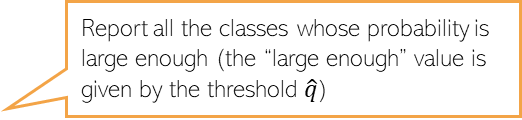 Report all the classes whose probability is
large enough (the “large enough” value is
given by the threshold q̂)